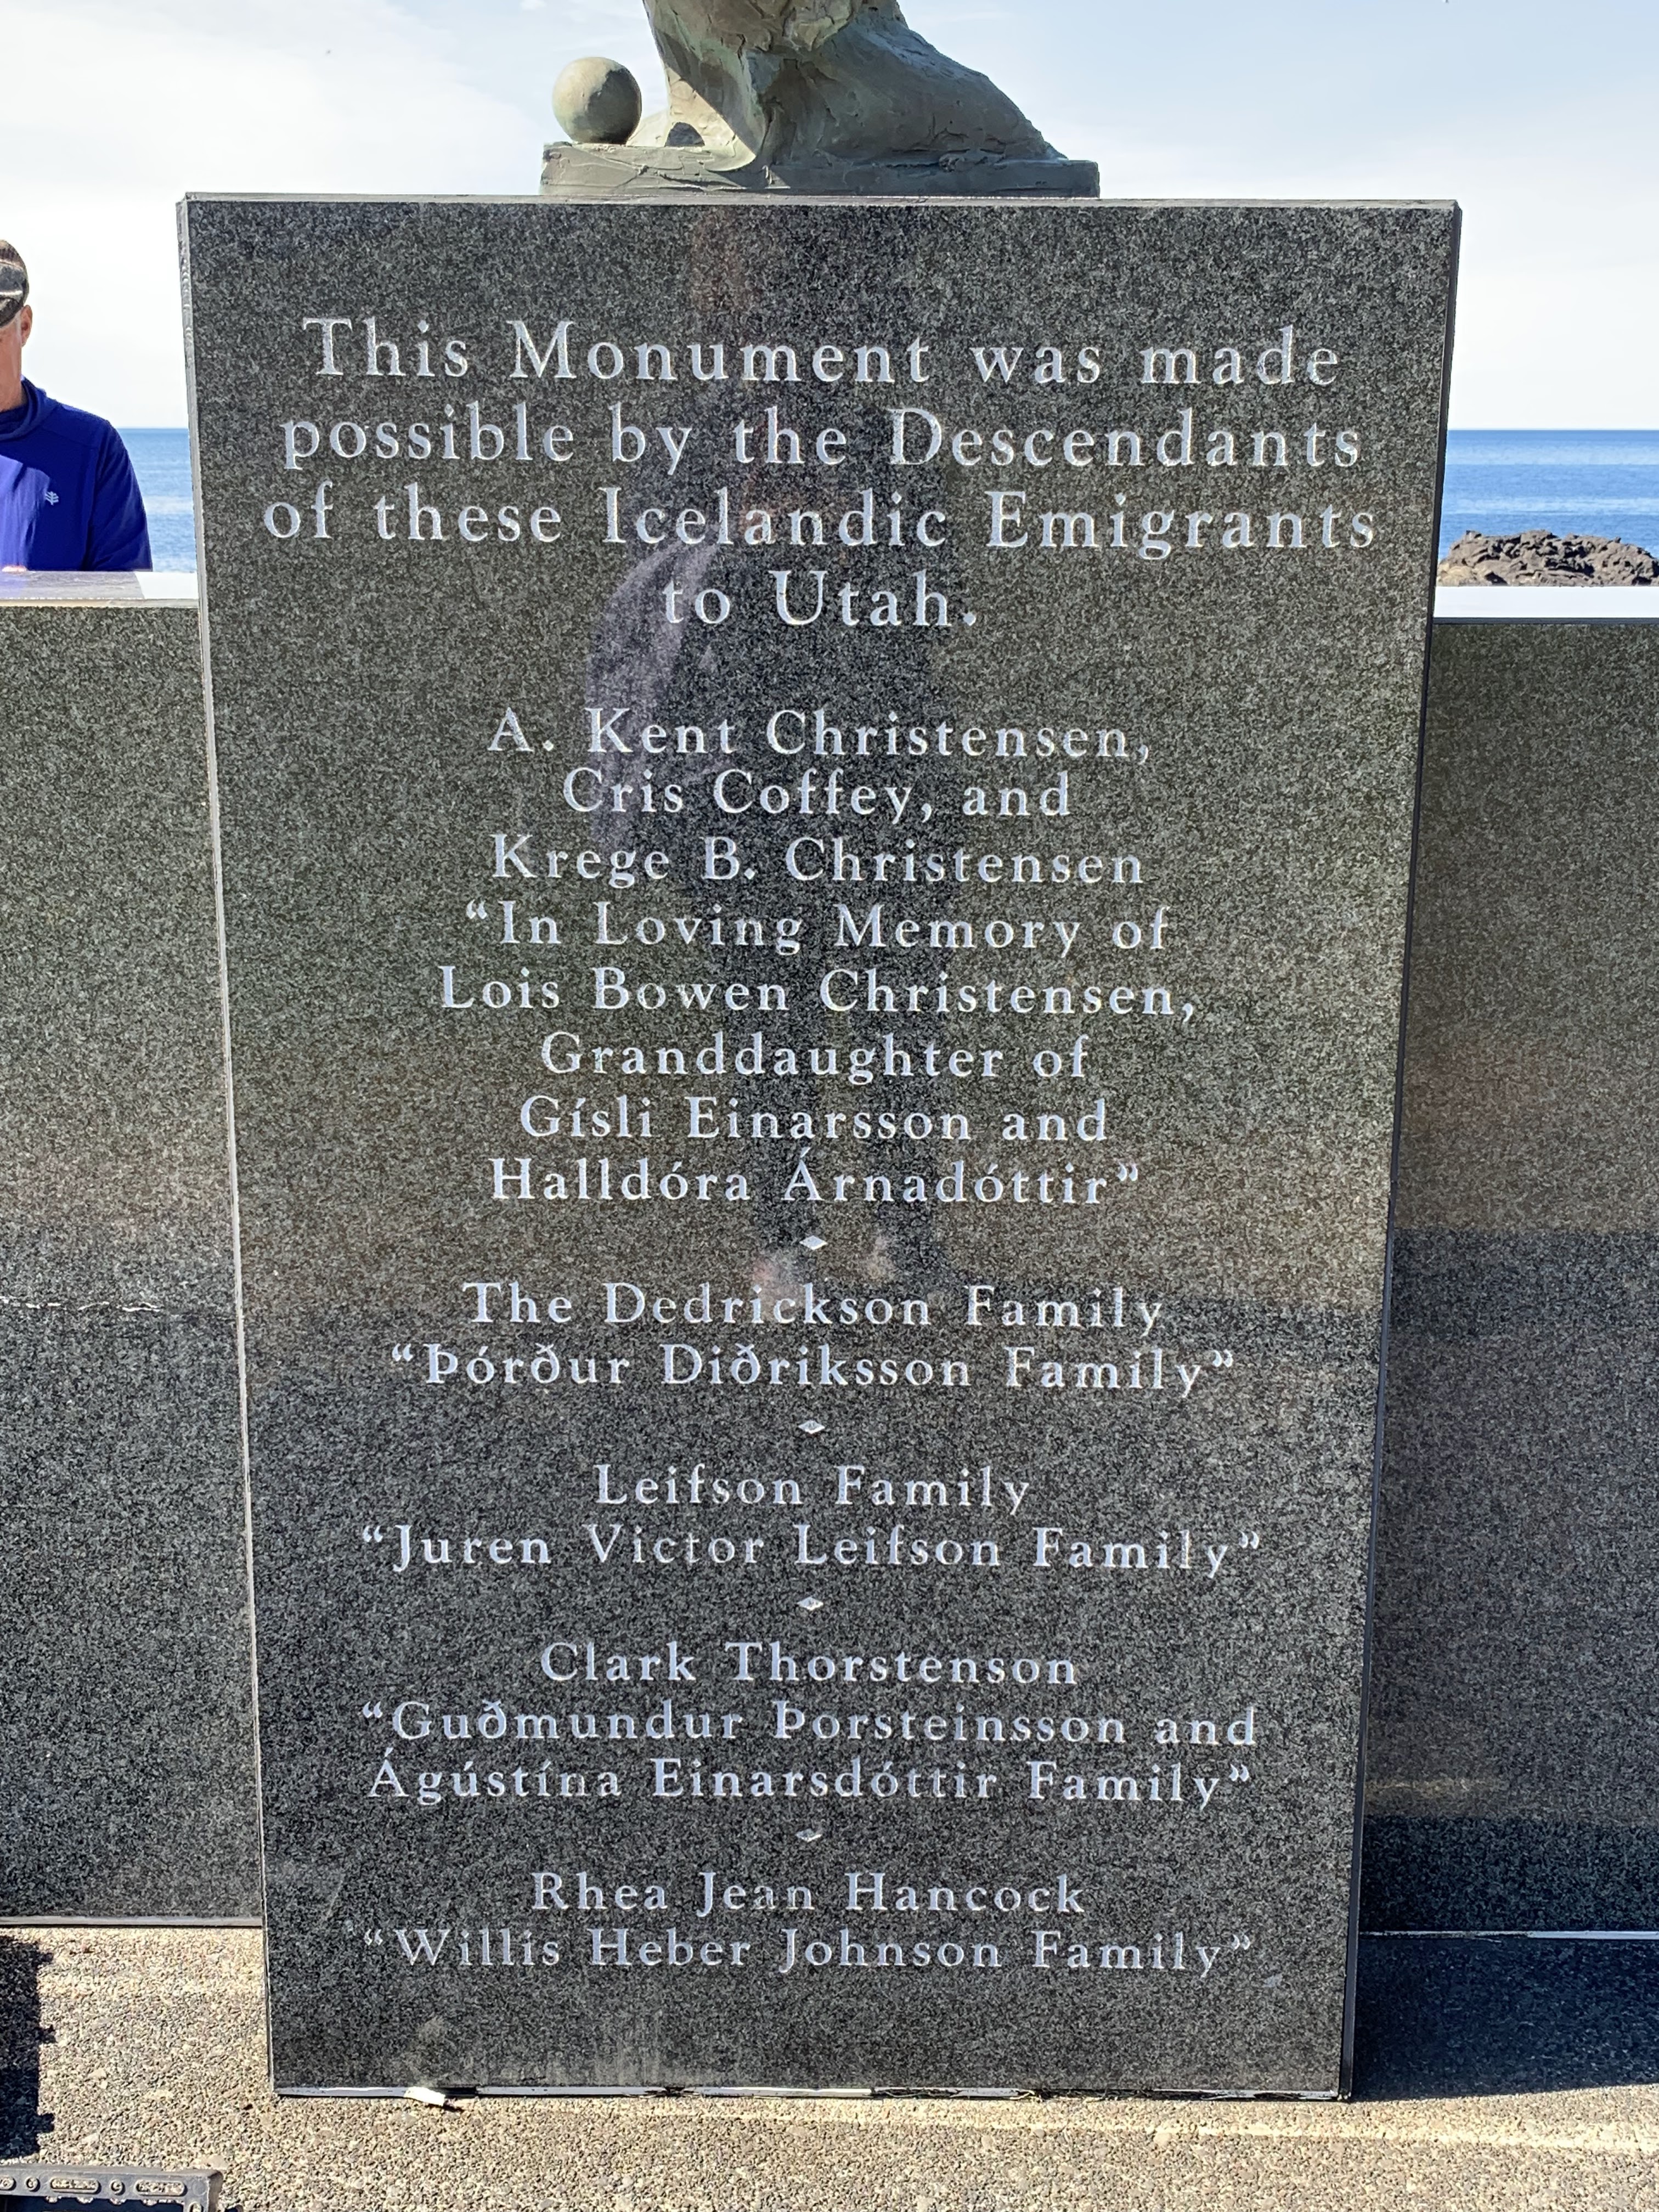 This Monument was made
possible by the Descendants
of these Icelandic Emigrants
to Utah.
A. Kent Christensen,
Cris Coffey, and
Krege B. Christensen
“In Loving Memory of
Lois Bowen Christensen,
Granddaughter of
Gísli Einarsson and
Halldóra Árnadóttir”
The Dedrickson Family
“Þórður Diðriksson Family”
Leifson Family
“Juren Victor Leifson Family”
Clark Thorstenson
“Guðmundur Þorsteinsson and
Ágústína Einarsdóttir Family”
Rhea Jean Hancock
“Willis Heber Johnson Family”